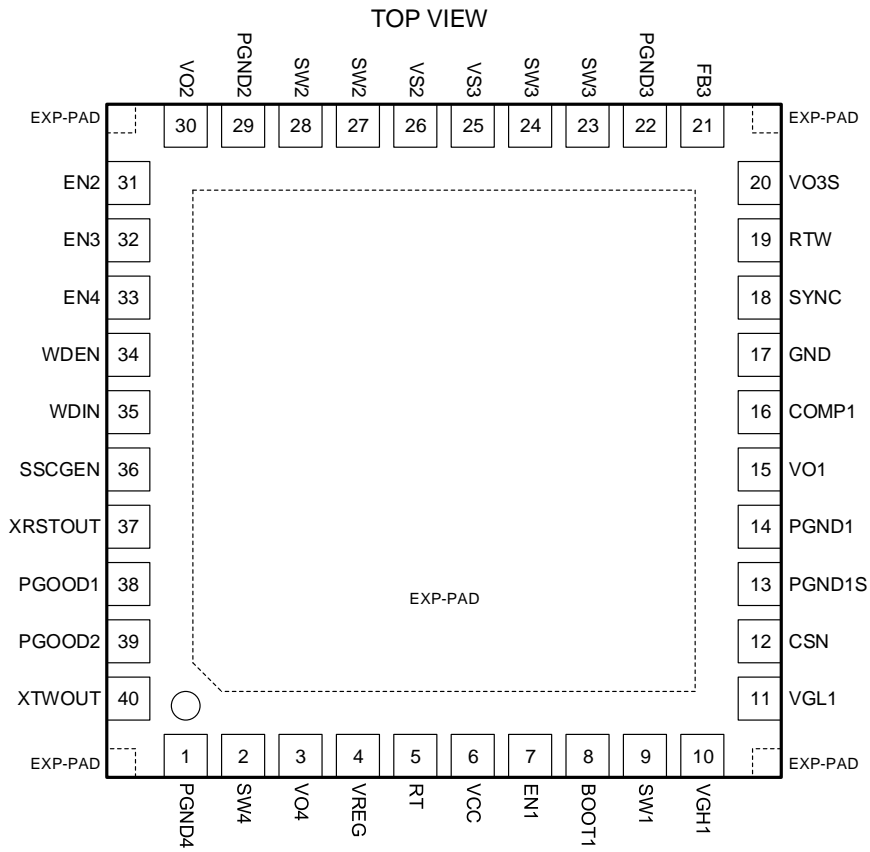 TOP VIEW
VO2 PGND2 SW2 SW2 VS2 VS3 SW3 SW3 PGND3 FB3
EXP-PAD 30 29 28 27 26 25 24 23 22 21 EXP-PAD
EN2 31 20 VO3S
EN3 32 19 RTW
EN4 33 18 SYNC
WDEN 34 17 GND
WDIN 35 16 COMP1
SSCGEN 36 15 VO1
XRSTOUT 37 14 PGND1
PGOOD1 38 13 PGND1S
EXP-PAD
PGOOD2 39 12 CSN
XTWOUT 40 11 VGL1
EXP-PAD 1 2 3 4 5 6 7 8 9 10 EXP-PAD
PGND4 SW4 VO4 VREG RT VCC EN1 BOOT1 SW1 VGH1